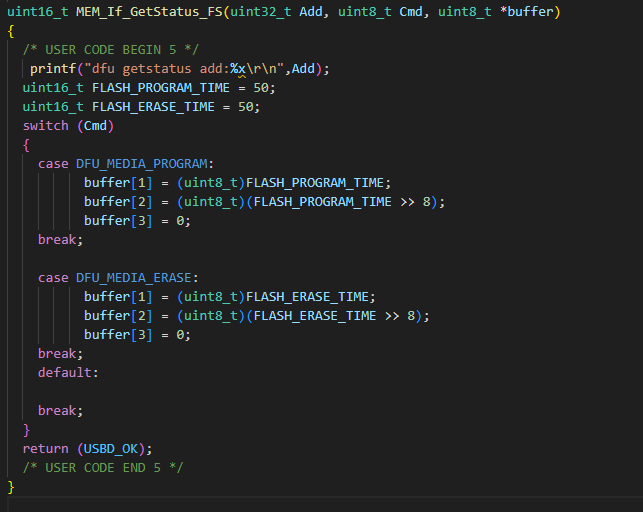 uint16_t MEM_If_GetStatus_FS(uint32_t Add, uint8_t Cmd, uint8_t *buffer)
{
/* USER CODE BEGIN 5 */
printf("dfu getstatus add:%x\r\n",Add);
uint16_t FLASH_PROGRAM_TIME = 50;
uint16_t FLASH_ERASE_TIME = 50;
switch (Cmd)
{
case DFU_MEDIA_PROGRAM:
buffer[1] = (uint8_t)FLASH_PROGRAM_TIME;
buffer[2] = (uint8_t)(FLASH_PROGRAM_TIME >> 8);
buffer[3] = 0;
break;
case DFU_MEDIA_ERASE:
buffer[1] = (uint8_t)FLASH_ERASE_TIME;
buffer[2] = (uint8_t)(FLASH_ERASE_TIME >> 8);
buffer[3] = 0;
break;
default:
break;
}
return (USBD_OK);
/* USER CODE END 5 */
}